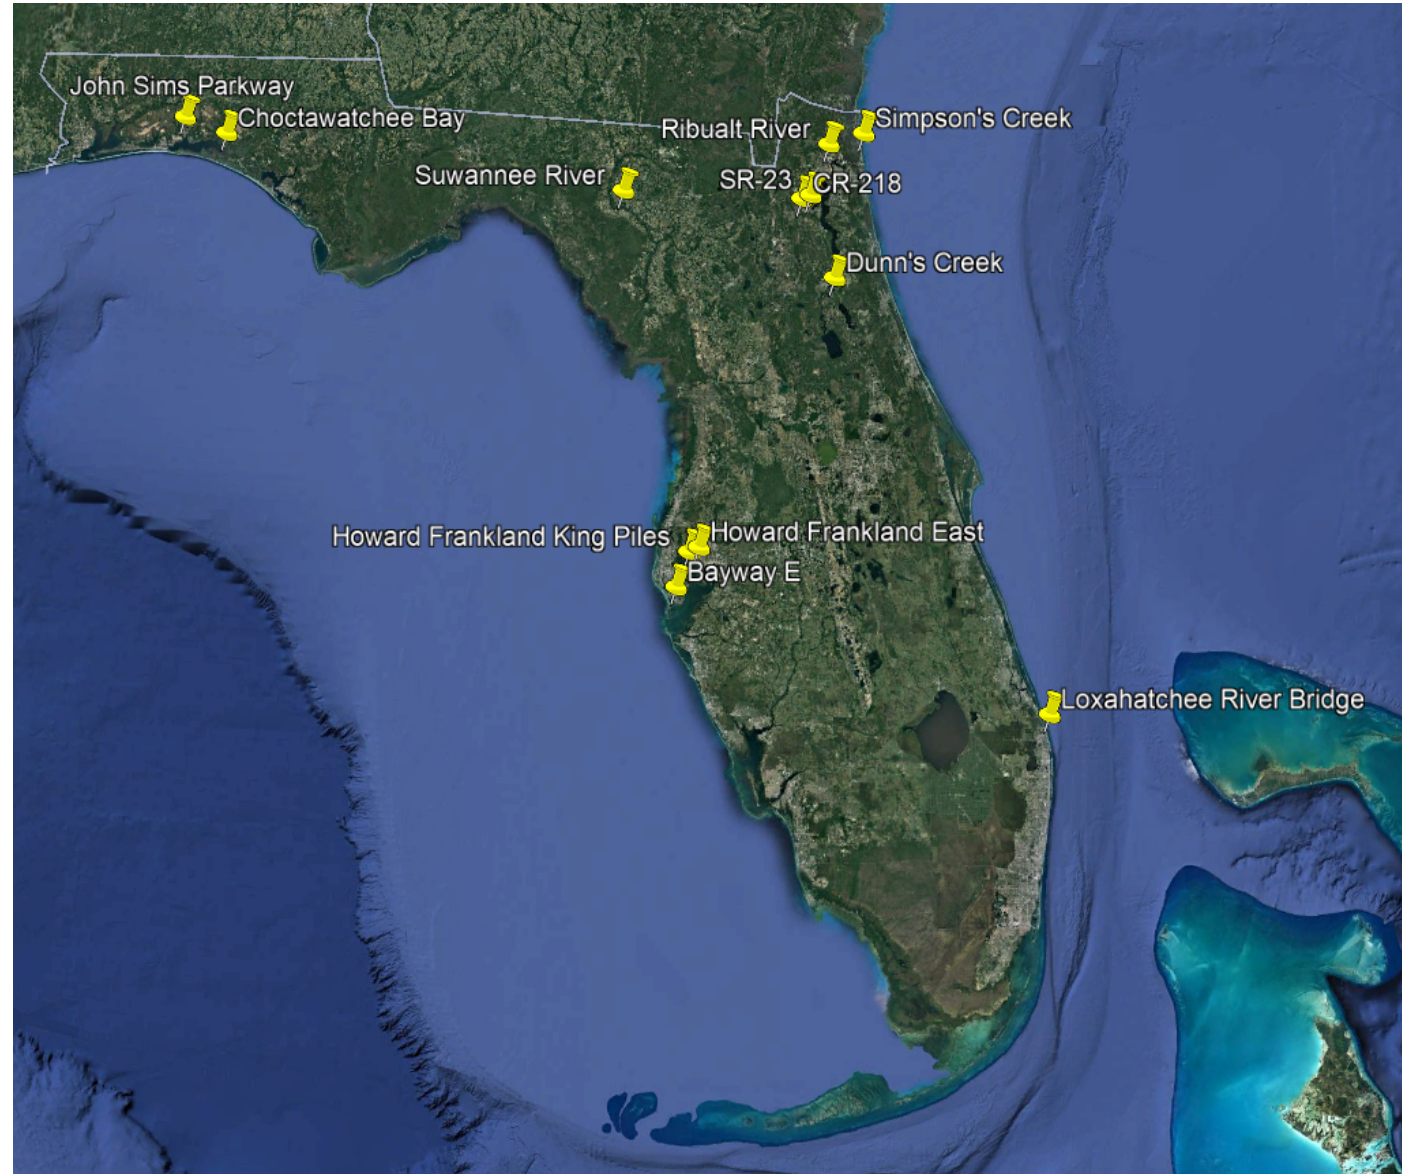 John Sims Parkway
Choctawatchee Bay
Simpson's Creek
Ribualt River
Suwannee River
SR-23
CR-218
Dunn's Creek
Howard Frankland King Piles
Howard Frankland East
Bayway E
Loxahatchee River Bridge